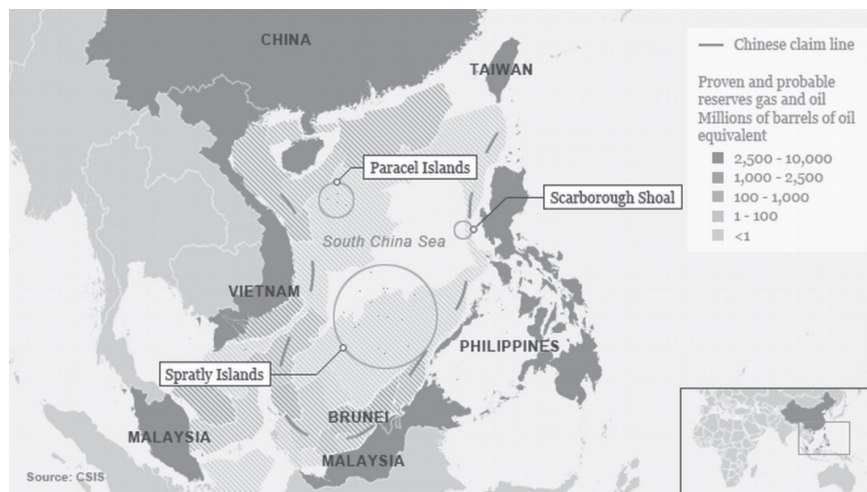 CHINA
TAIWAN
Chinese claim line
Proven and probable
reserves gas and oil
Millions of barrels of oil
equivalent
2,500 - 10,000
1,000 - 2,500
100 - 1,000
1 - 100
<1
Paracel Islands
Scarborough Shoal
South China Sea
VIETNAM
PHILIPPINES
Spratly Islands
BRUNEI
MALAYSIA
MALAYSIA
Source: CSIS